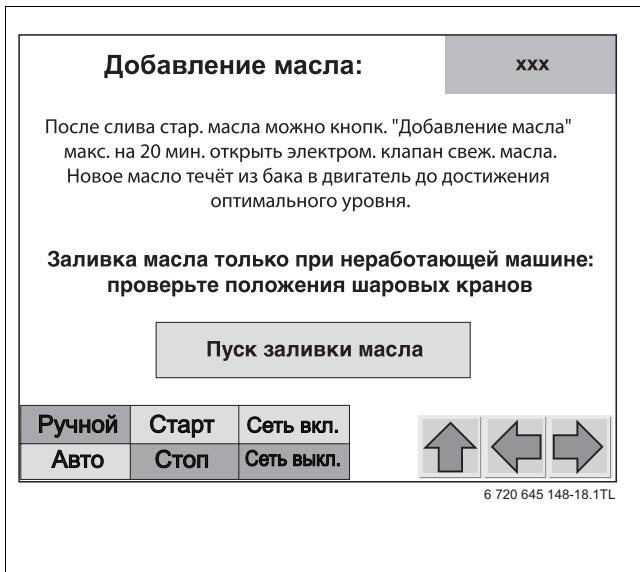 Добавление масла:
xxx
После слива стар. масла можно кнопк. "Добавление масла"
макс. на 20 мин. открыть электром. клапан свеж. масла.
Новое масло течёт из бака в двигатель до достижения
оптимального уровня.
Заливка масла только при неработающей машине:
проверьте положения шаровых кранов
Пуск заливки масла
Ручной Старт Сеть вкл.
Авто Стоп Сеть выкл.
6 720 645 148-18.1TL